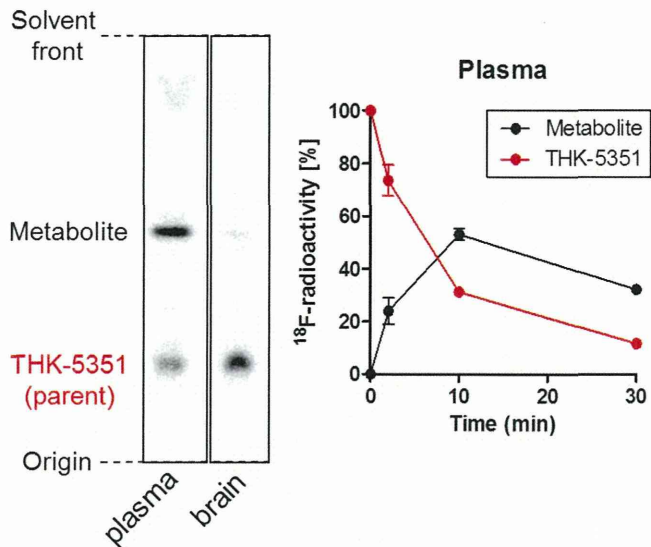 Solvent
front
Metabolite
THK-5351
(parent)
Origin
plasma
brain
Plasma
Metabolite
THK-5351
¹⁸F-radioactivity [%]
100
80
60
40
20
0
0
10
20
30
Time (min)